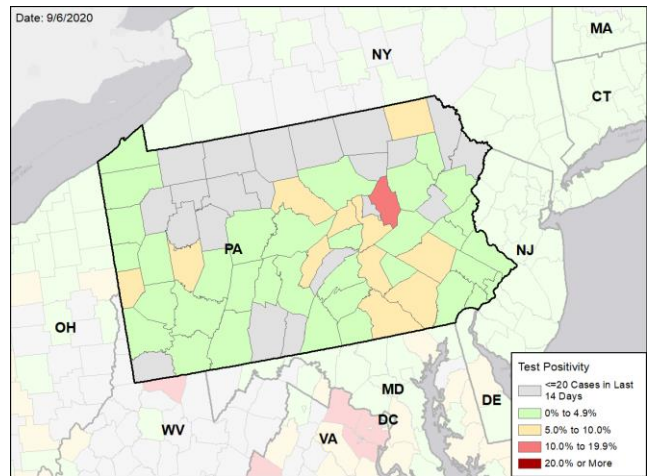 Date: 9/6/2020
NY
MA
CT
PA
NJ
OH
MD
DE
DC
WV
VA
Test Positivity
<=20 Cases in Last
14 Days
0% to 4.9%
5.0% to 10.0%
10.0% to 19.9%
20.0% or More